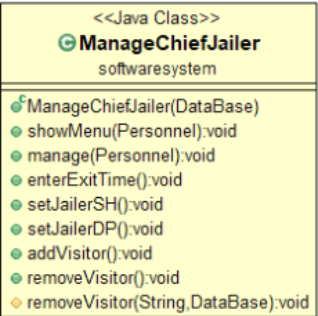 <<Java Class>>
ManageChiefJailer
softwaresystem
ManageChiefJailer(DataBase)
showMenu(Personnel):void
manage(Personnel):void
enterExitTime():void
setJailerSH():void
setJailerDP():void
addVisitor():void
removeVisitor():void
removeVisitor(String,DataBase):void